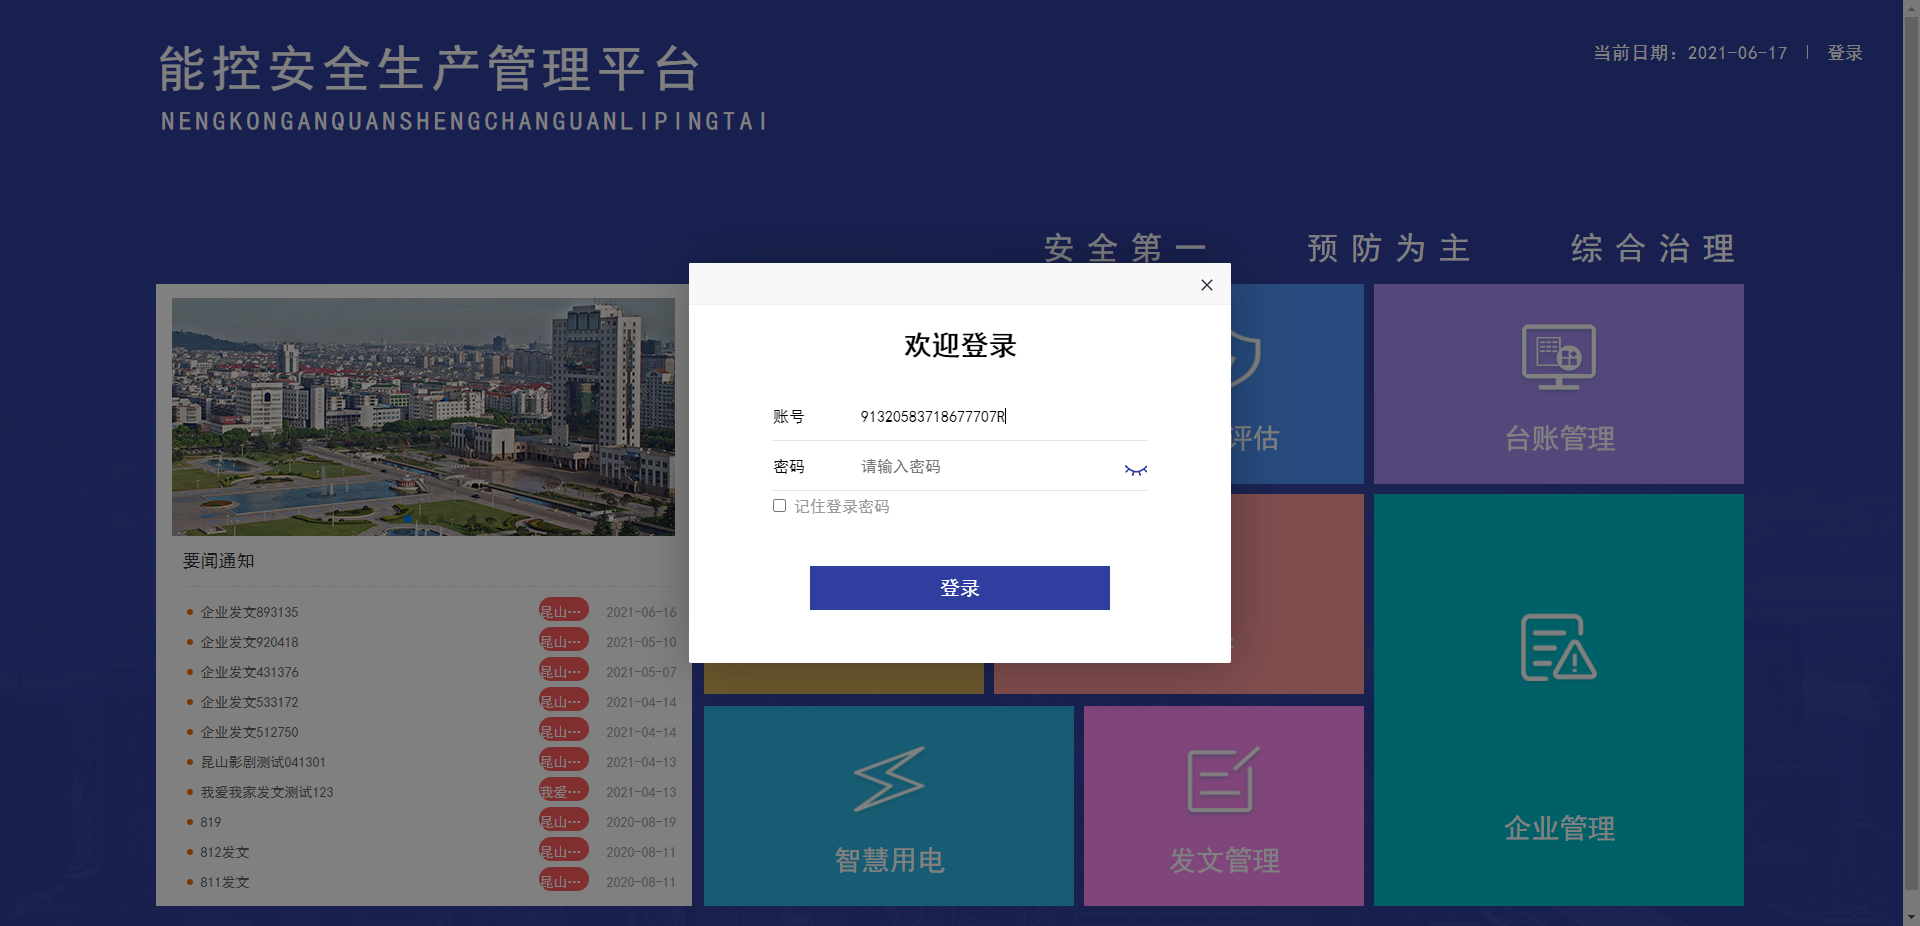 能控安全生产管理平台
NENGKONGANQUANSHENGCHANGUANLIPINGTAI
当前日期：2021-06-17 | 登录
安全第一 预防为主 综合治理
欢迎登录
账号 91320583718677707R
密码 请输入密码
记住登录密码
登录
评估
台账管理
要闻通知
企业发文893135 昆山… 2021-06-16
企业发文920418 昆山… 2021-05-10
企业发文431376 昆山… 2021-05-07
企业发文533172 昆山… 2021-04-14
企业发文512750 昆山… 2021-04-14
昆山影剧测试041301 昆山… 2021-04-13
我爱我家发文测试123 我爱… 2021-04-13
819 昆山… 2020-08-19
812发文 昆山… 2020-08-11
811发文 昆山… 2020-08-11
智慧用电
发文管理
企业管理